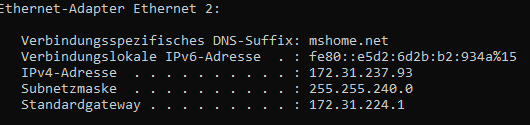 Ethernet-Adapter Ethernet 2:
Verbindungsspezifisches DNS-Suffix: mshome.net
Verbindungslokale IPv6-Adresse  . : fe80::e5d2:6d2b:b2:934a%15
IPv4-Adresse  . . . . . . . . . . : 172.31.237.93
Subnetzmaske  . . . . . . . . . . : 255.255.240.0
Standardgateway . . . . . . . . . : 172.31.224.1